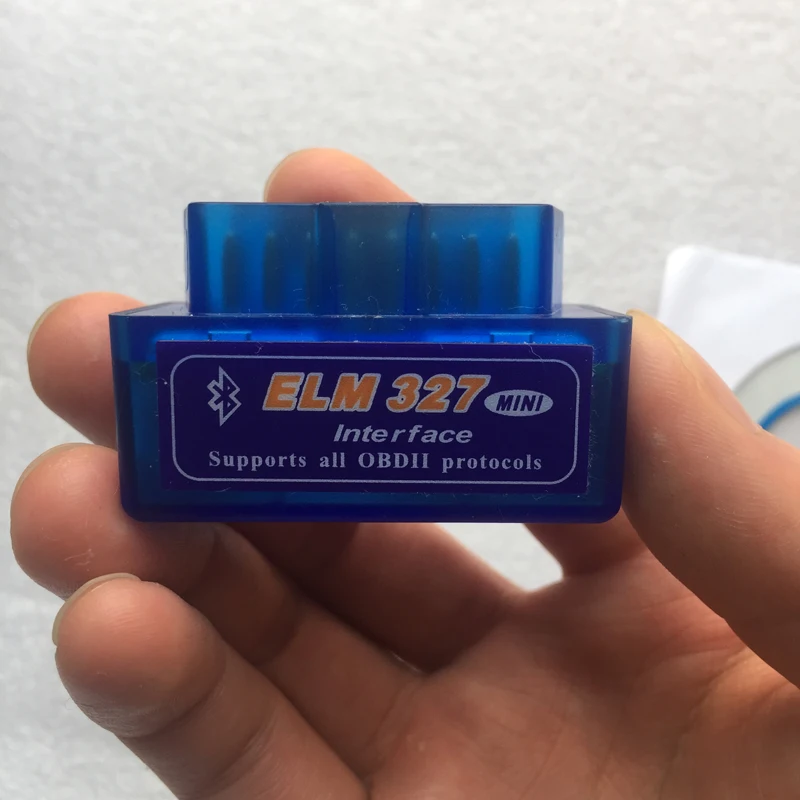 ELM 327 MINI
Interface
Supports all OBDII protocols